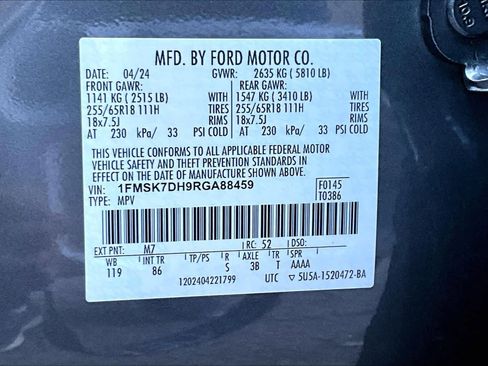 MFD. BY FORD MOTOR CO.
DATE: 04/24 GVWR: 2635 KG ( 5810 LB)
FRONT GAWR: REAR GAWR:
1141 KG ( 2515 LB) WITH 1547 KG ( 3410 LB) WITH
255/65R18 111H TIRES 255/65R18 111H TIRES
18x7.5J RIMS 18x7.5J RIMS
AT 230 kPa/ 33 PSI COLD AT 230 kPa/ 33 PSI COLD
THIS VEHICLE CONFORMS TO ALL APPLICABLE FEDERAL MOTOR
VEHICLE SAFETY AND THEFT PREVENTION STANDARDS IN
EFFECT ON THE DATE OF MANUFACTURE SHOWN ABOVE.
VIN: 1FMSK7DH9RGA88459 F0145
TYPE: MPV T0386
EXT PNT: M7 RC: 52 DSO:
WB INT TR TP/PS R AXLE TR SPR
119 86 S 3B T AAAA
1202404221799 UTC 5U5A-1520472-BA